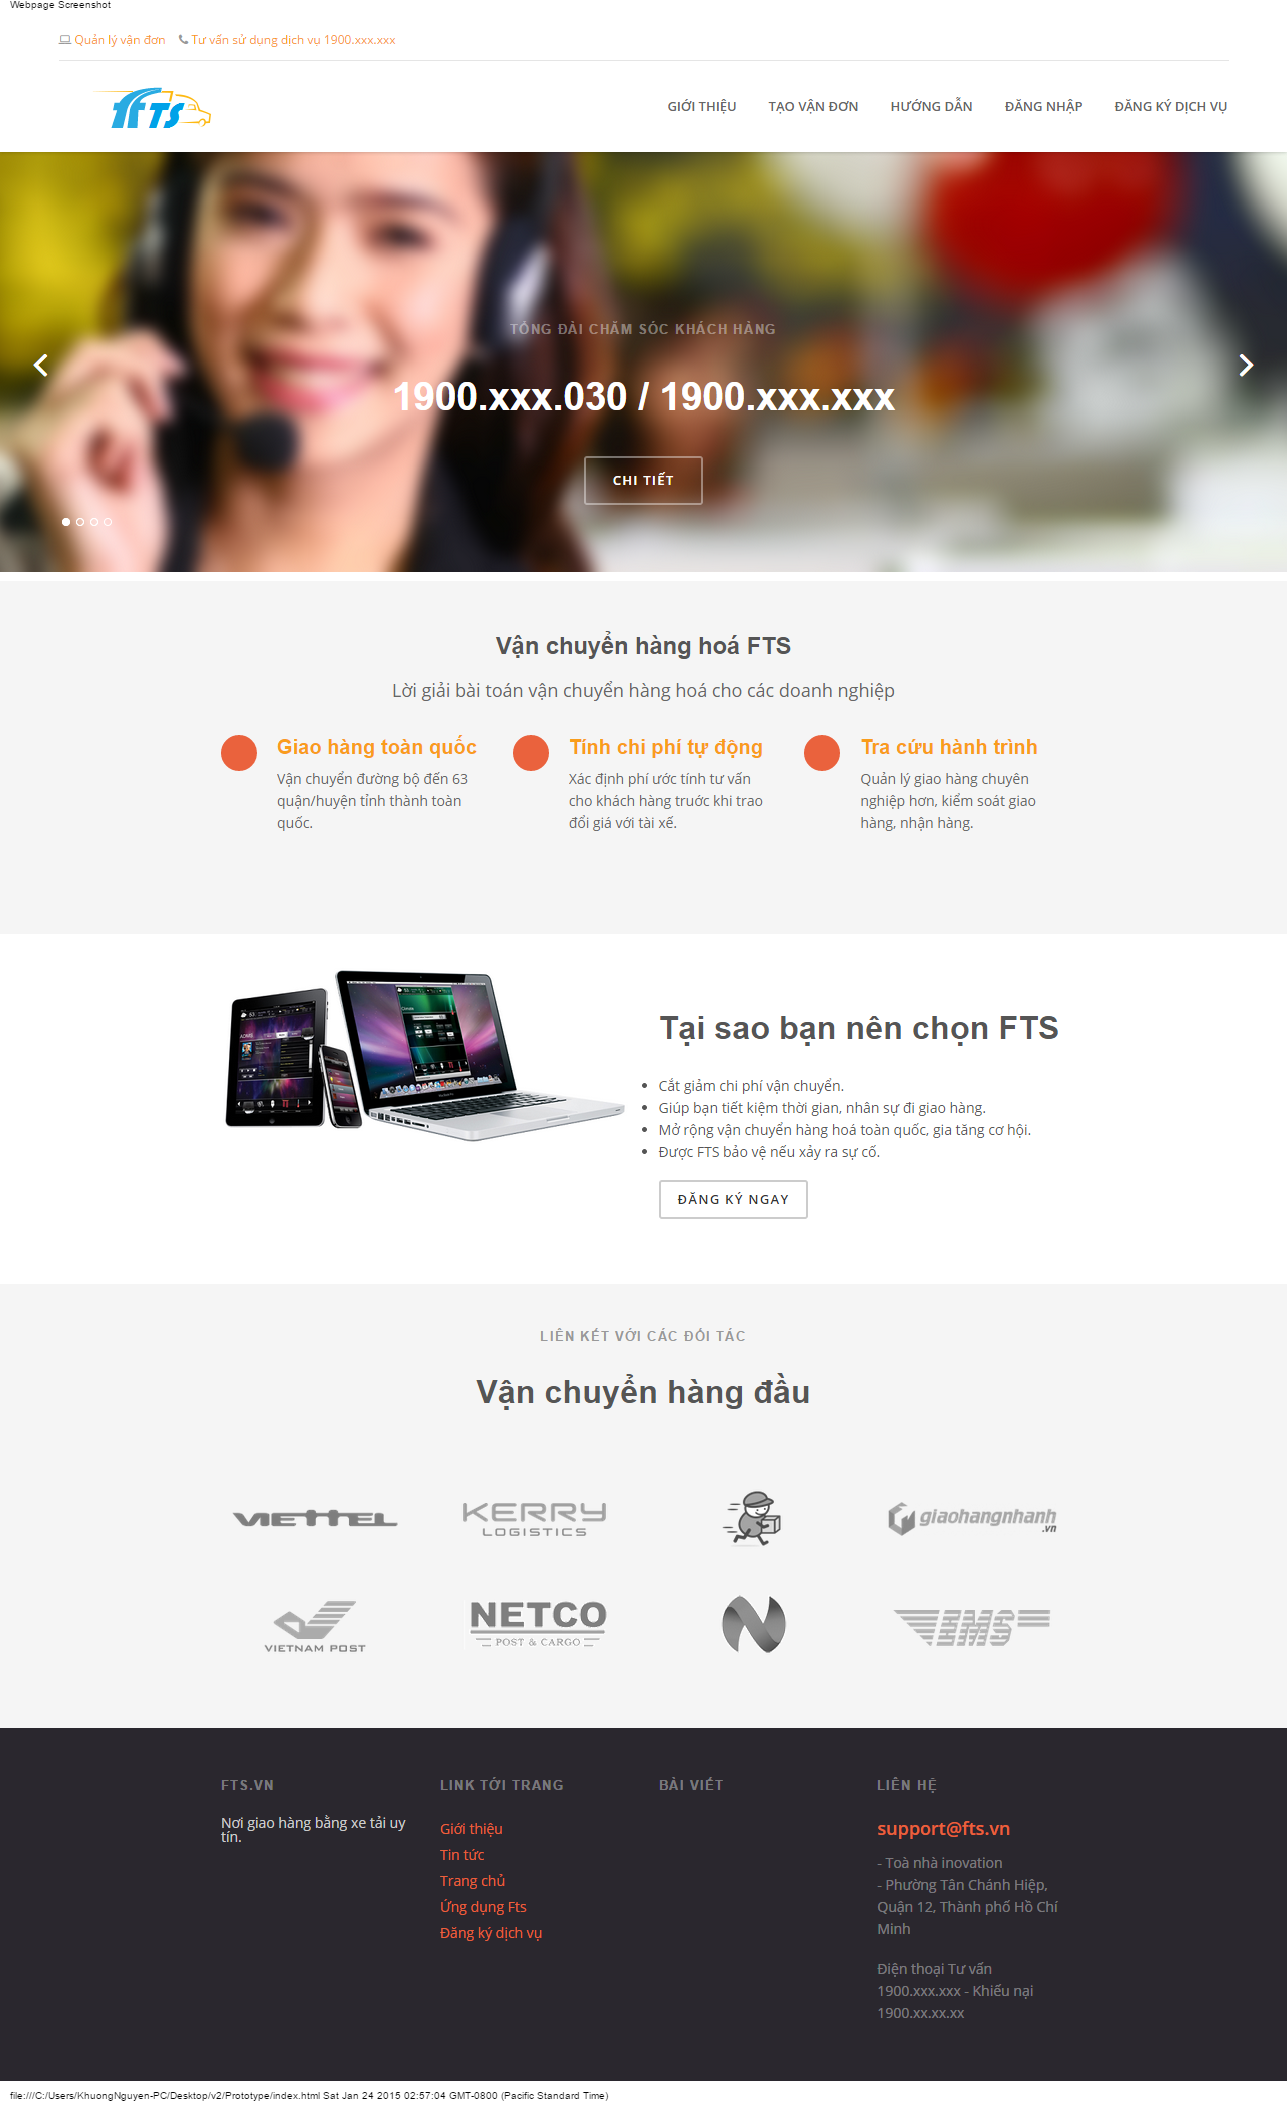 Webpage Screenshot
Quản lý vận đơn Tư vấn sử dụng dịch vụ 1900.xxx.xxx
fFTS
GIỚI THIỆU TẠO VẬN ĐƠN HƯỚNG DẪN ĐĂNG NHẬP ĐĂNG KÝ DỊCH VỤ
TỔNG ĐÀI CHĂM SÓC KHÁCH HÀNG
1900.xxx.030 / 1900.xxx.xxx
CHI TIẾT
Vận chuyển hàng hoá FTS
Lời giải bài toán vận chuyển hàng hoá cho các doanh nghiệp
Giao hàng toàn quốc
Vận chuyển đường bộ đến 63
quận/huyện tỉnh thành toàn
quốc.
Tính chi phí tự động
Xác định phí ước tính tư vấn
cho khách hàng truớc khi trao
đổi giá với tài xế.
Tra cứu hành trình
Quản lý giao hàng chuyên
nghiệp hơn, kiểm soát giao
hàng, nhận hàng.
Tại sao bạn nên chọn FTS
Cắt giảm chi phí vận chuyển.
Giúp bạn tiết kiệm thời gian, nhân sự đi giao hàng.
Mở rộng vận chuyển hàng hoá toàn quốc, gia tăng cơ hội.
Được FTS bảo vệ nếu xảy ra sự cố.
ĐĂNG KÝ NGAY
LIÊN KẾT VỚI CÁC ĐỐI TÁC
Vận chuyển hàng đầu
VIETTEL
KERRY
LOGISTICS
giaohangnhanh
.vn
VIETNAM POST
NETCO
POST & CARGO
EMS
FTS.VN
Nơi giao hàng bằng xe tải uy
tín.
LINK TỚI TRANG
Giới thiệu
Tin tức
Trang chủ
Ứng dụng Fts
Đăng ký dịch vụ
BÀI VIẾT
LIÊN HỆ
support@fts.vn
- Toà nhà inovation
- Phường Tân Chánh Hiệp,
Quận 12, Thành phố Hồ Chí
Minh
Điện thoại Tư vấn
1900.xxx.xxx - Khiếu nại
1900.xx.xx.xx
file:///C:/Users/KhuongNguyen-PC/Desktop/v2/Prototype/index.html Sat Jan 24 2015 02:57:04 GMT-0800 (Pacific Standard Time)